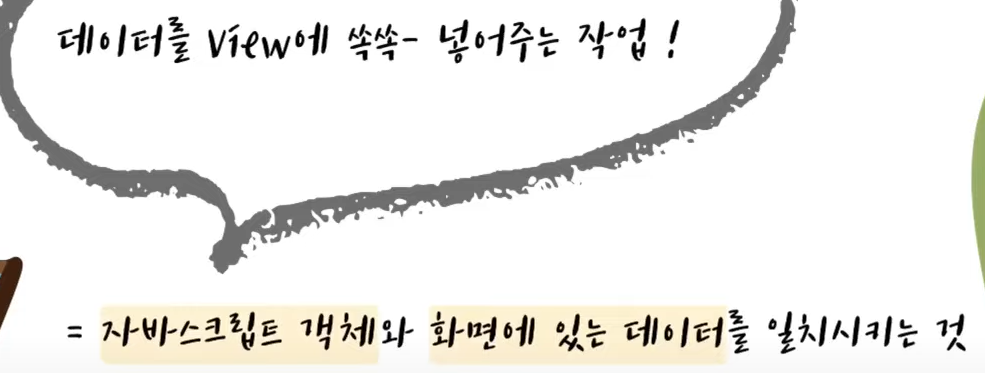 데이터를 view에 쏙쏙- 넣어주는 작업!
= 자바스크립트 객체와 화면에 있는 데이터를 일치시키는 것